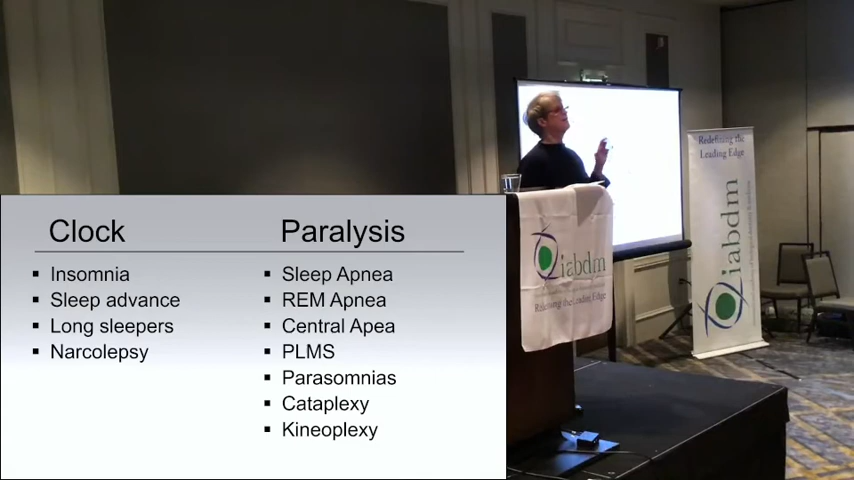 Clock
Insomnia
Sleep advance
Long sleepers
Narcolepsy
Paralysis
Sleep Apnea
REM Apnea
Central Apea
PLMS
Parasomnias
Cataplexy
Kineoplexy
iabdm
Redefining the Leading Edge
Redefining the
Leading Edge
iabdm